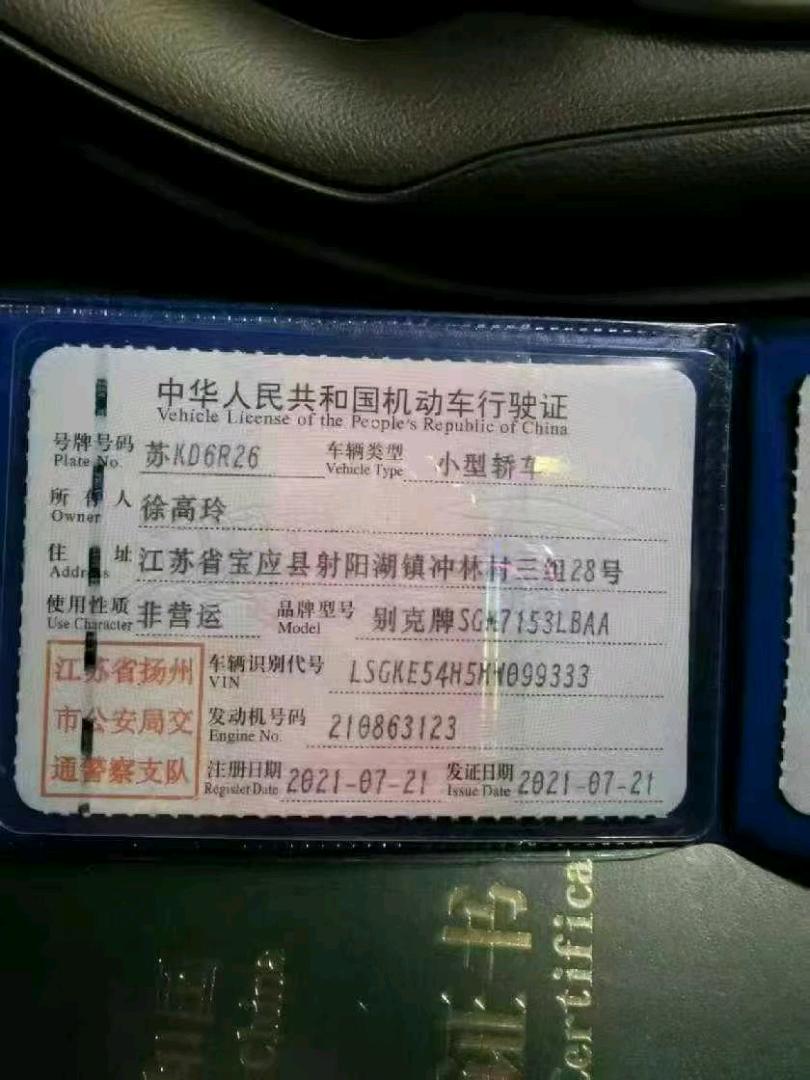 中华人民共和国机动车行驶证
Vehicle License of the People's Republic of China
号牌号码 苏KD6R26 车辆类型 小型轿车
Plate No. Vehicle Type
所有人 徐高玲
Owner
住址 江苏省宝应县射阳湖镇冲林村三组28号
Address
使用性质 非营运 品牌型号 别克牌SGM7153LBAA
Use Character Model
江苏省扬州
市公安局交
通警察支队
车辆识别代号 LSGKE54H5HH099333
VIN
发动机号码 210863123
Engine No.
注册日期 2021-07-21 发证日期 2021-07-21
Register Date Issue Date
证书
China